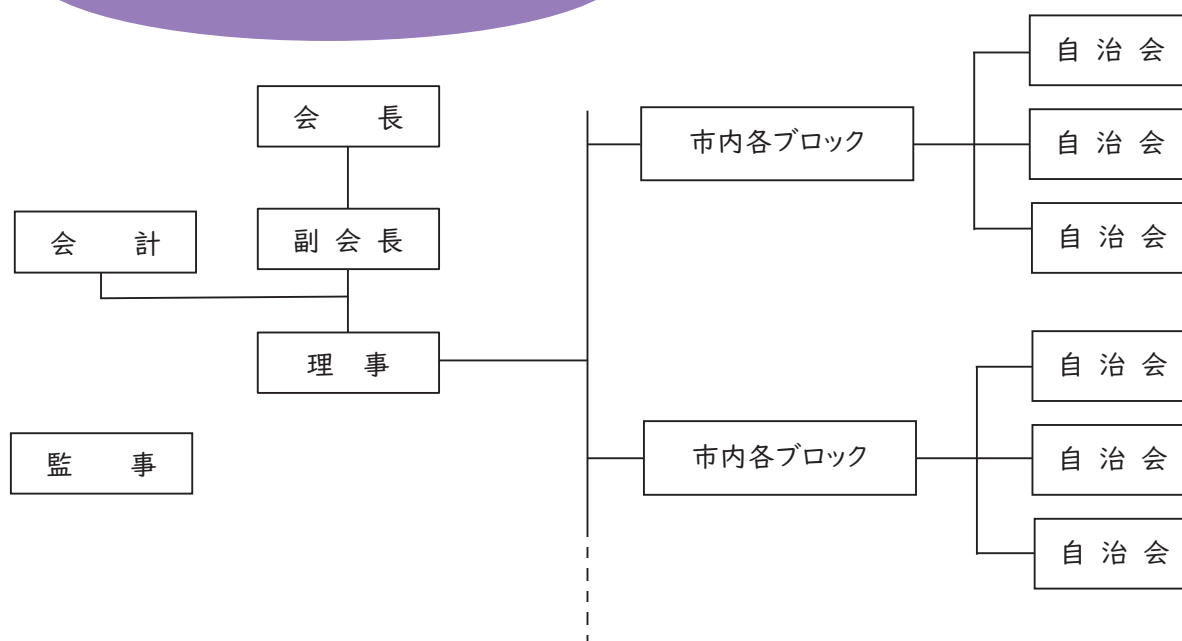 会長
会計
副会長
理事
監事
市内各ブロック
自治会
自治会
自治会
市内各ブロック
自治会
自治会
自治会